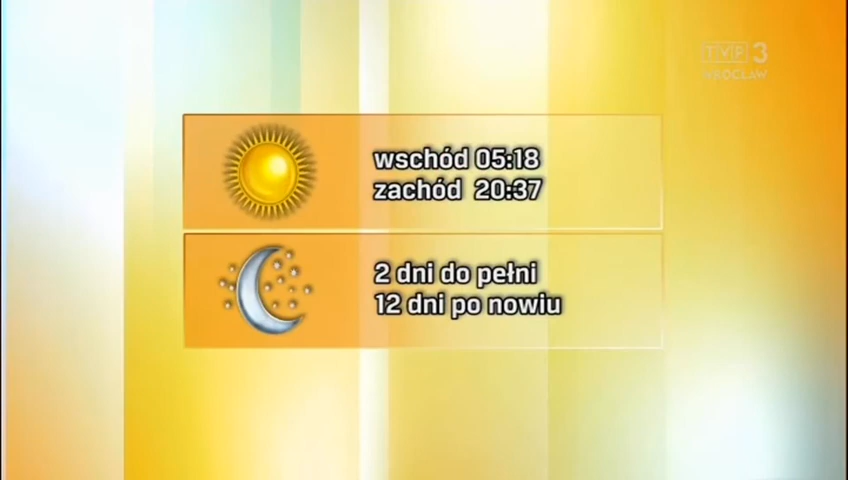 TVP 3
WROCŁAW
wschód 05:18
zachód 20:37
2 dni do pełni
12 dni po nowiu